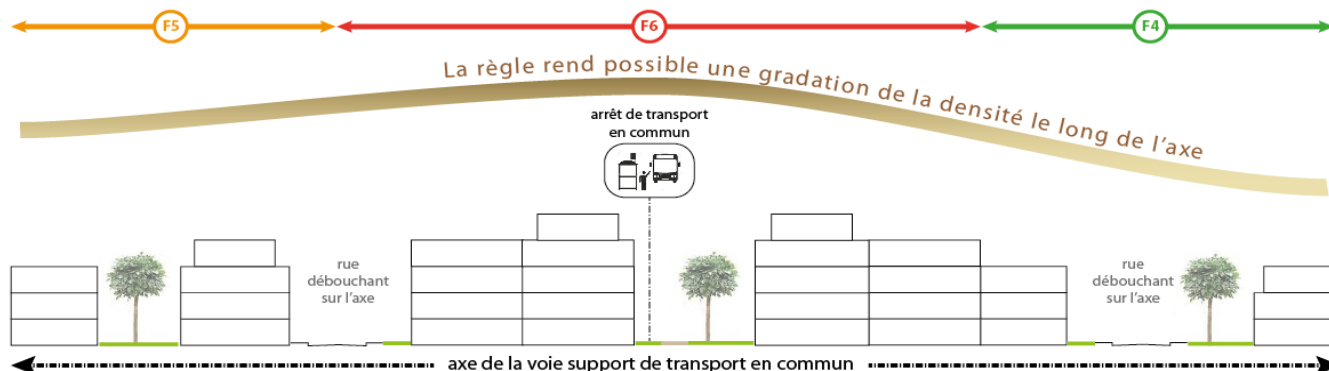 F5
F6
F4
La règle rend possible une gradation de la densité le long de l'axe
arrêt de transport
en commun
rue
débouchant
sur l'axe
rue
débouchant
sur l'axe
axe de la voie support de transport en commun